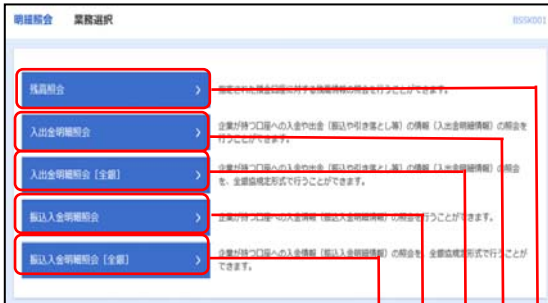 明細照会 業務選択 BSSK001
残高照会
指定された預金口座に対する残高情報の照会を行うことができます。
入出金明細照会
企業が持つ口座への入金や出金（振込や引き落とし等）の情報（入出金明細情報）の照会を
行うことができます。
入出金明細照会［全銀］
企業が持つ口座への入金や出金（振込や引き落とし等）の情報（入出金明細情報）の照会
を、全銀協規定形式で行うことができます。
振込入金明細照会
企業が持つ口座への入金情報（振込入金明細情報）の照会を行うことができます。
振込入金明細照会［全銀］
企業が持つ口座への入金情報（振込入金明細情報）の照会を、全銀協規定形式で行うことが
できます。